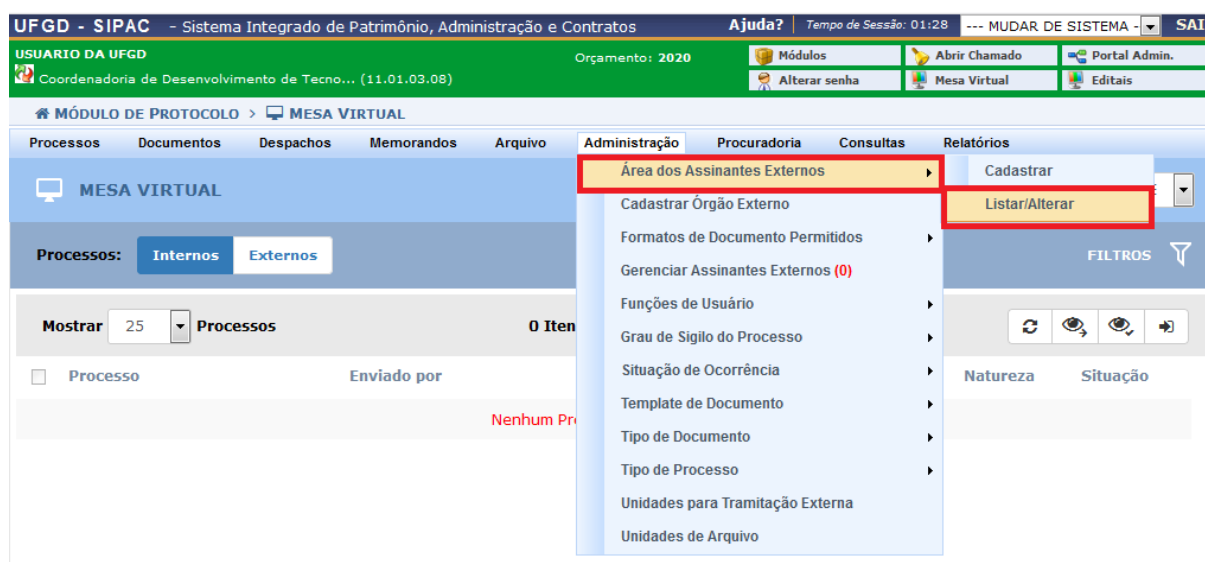 UFGD - SIPAC - Sistema Integrado de Patrimônio, Administração e Contratos Ajuda? Tempo de Sessão: 01:28 --- MUDAR DE SISTEMA - SAI
USUARIO DA UFGD Orçamento: 2020 Módulos Abrir Chamado Portal Admin.
Coordenadoria de Desenvolvimento de Tecno... (11.01.03.08) Alterar senha Mesa Virtual Editais
MÓDULO DE PROTOCOLO > MESA VIRTUAL
Processos Documentos Despachos Memorandos Arquivo Administração Procuradoria Consultas Relatórios
Área dos Assinantes Externos Cadastrar
MESA VIRTUAL
Cadastrar Órgão Externo Listar/Alterar
Formatos de Documento Permitidos
Processos: Internos Externos FILTROS
Gerenciar Assinantes Externos (0)
Funções de Usuário
Mostrar 25 Processos 0 Iten
Grau de Sigilo do Processo
Situação de Ocorrência
Processo Enviado por Natureza Situação
Template de Documento
Nenhum Pr
Tipo de Documento
Tipo de Processo
Unidades para Tramitação Externa
Unidades de Arquivo